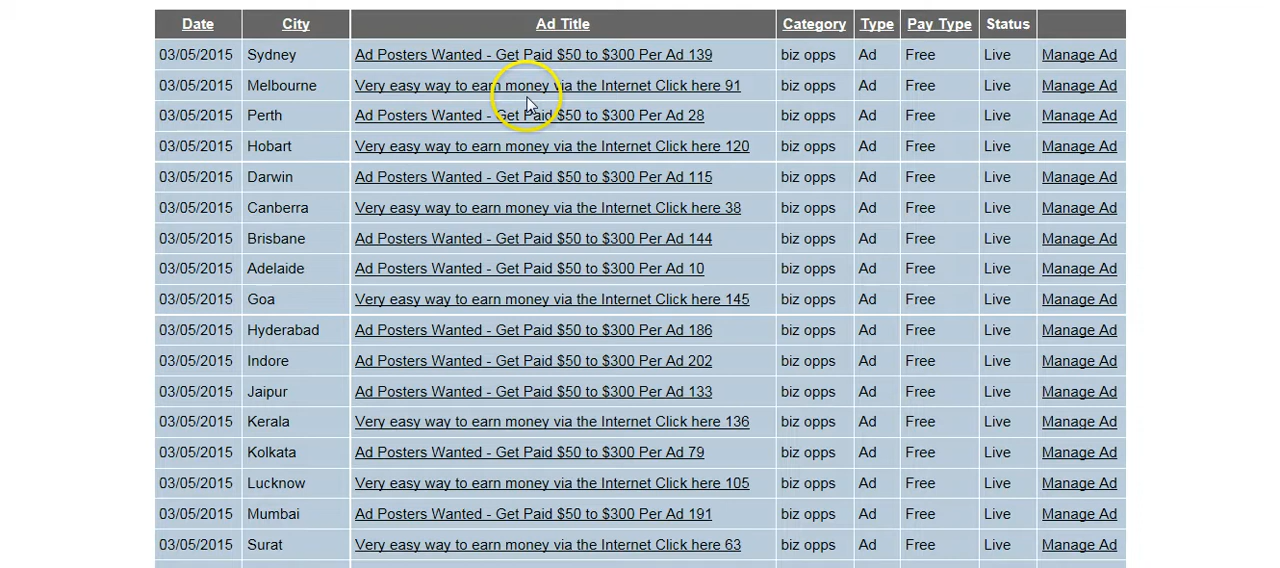 Date City Ad Title Category Type Pay Type Status
03/05/2015 Sydney Ad Posters Wanted - Get Paid $50 to $300 Per Ad 139 biz opps Ad Free Live Manage Ad
03/05/2015 Melbourne Very easy way to earn money via the Internet Click here 91 biz opps Ad Free Live Manage Ad
03/05/2015 Perth Ad Posters Wanted - Get Paid $50 to $300 Per Ad 28 biz opps Ad Free Live Manage Ad
03/05/2015 Hobart Very easy way to earn money via the Internet Click here 120 biz opps Ad Free Live Manage Ad
03/05/2015 Darwin Ad Posters Wanted - Get Paid $50 to $300 Per Ad 115 biz opps Ad Free Live Manage Ad
03/05/2015 Canberra Very easy way to earn money via the Internet Click here 38 biz opps Ad Free Live Manage Ad
03/05/2015 Brisbane Ad Posters Wanted - Get Paid $50 to $300 Per Ad 144 biz opps Ad Free Live Manage Ad
03/05/2015 Adelaide Ad Posters Wanted - Get Paid $50 to $300 Per Ad 10 biz opps Ad Free Live Manage Ad
03/05/2015 Goa Very easy way to earn money via the Internet Click here 145 biz opps Ad Free Live Manage Ad
03/05/2015 Hyderabad Ad Posters Wanted - Get Paid $50 to $300 Per Ad 186 biz opps Ad Free Live Manage Ad
03/05/2015 Indore Ad Posters Wanted - Get Paid $50 to $300 Per Ad 202 biz opps Ad Free Live Manage Ad
03/05/2015 Jaipur Ad Posters Wanted - Get Paid $50 to $300 Per Ad 133 biz opps Ad Free Live Manage Ad
03/05/2015 Kerala Very easy way to earn money via the Internet Click here 136 biz opps Ad Free Live Manage Ad
03/05/2015 Kolkata Ad Posters Wanted - Get Paid $50 to $300 Per Ad 79 biz opps Ad Free Live Manage Ad
03/05/2015 Lucknow Very easy way to earn money via the Internet Click here 105 biz opps Ad Free Live Manage Ad
03/05/2015 Mumbai Ad Posters Wanted - Get Paid $50 to $300 Per Ad 191 biz opps Ad Free Live Manage Ad
03/05/2015 Surat Very easy way to earn money via the Internet Click here 63 biz opps Ad Free Live Manage Ad